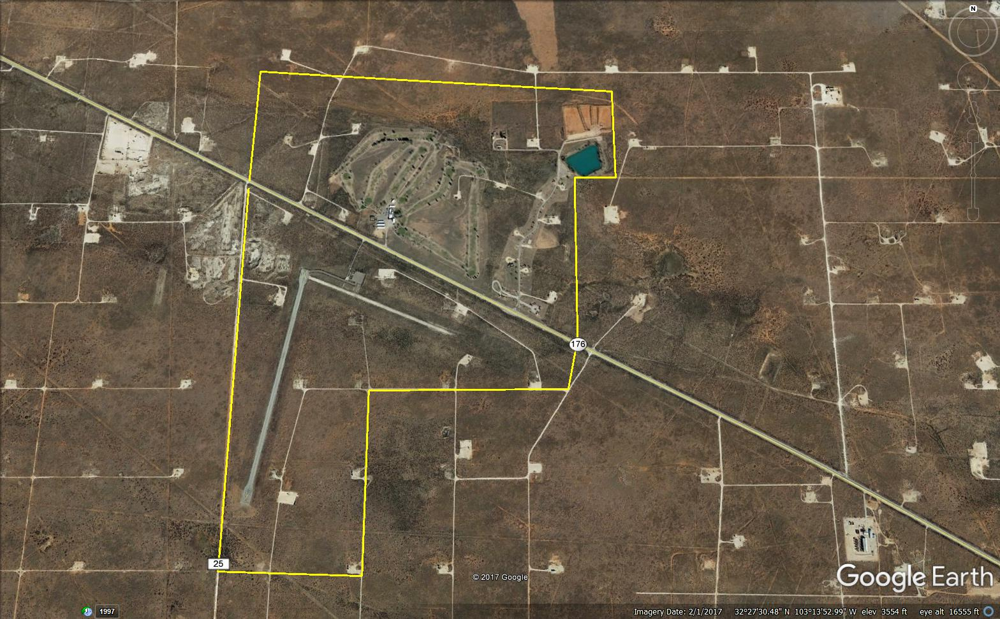 N
176
25
© 2017 Google
Google Earth
1997
Imagery Date: 2/1/2017 32°27'30.48" N 103°13'52.99" W elev 3554 ft eye alt 16555 ft